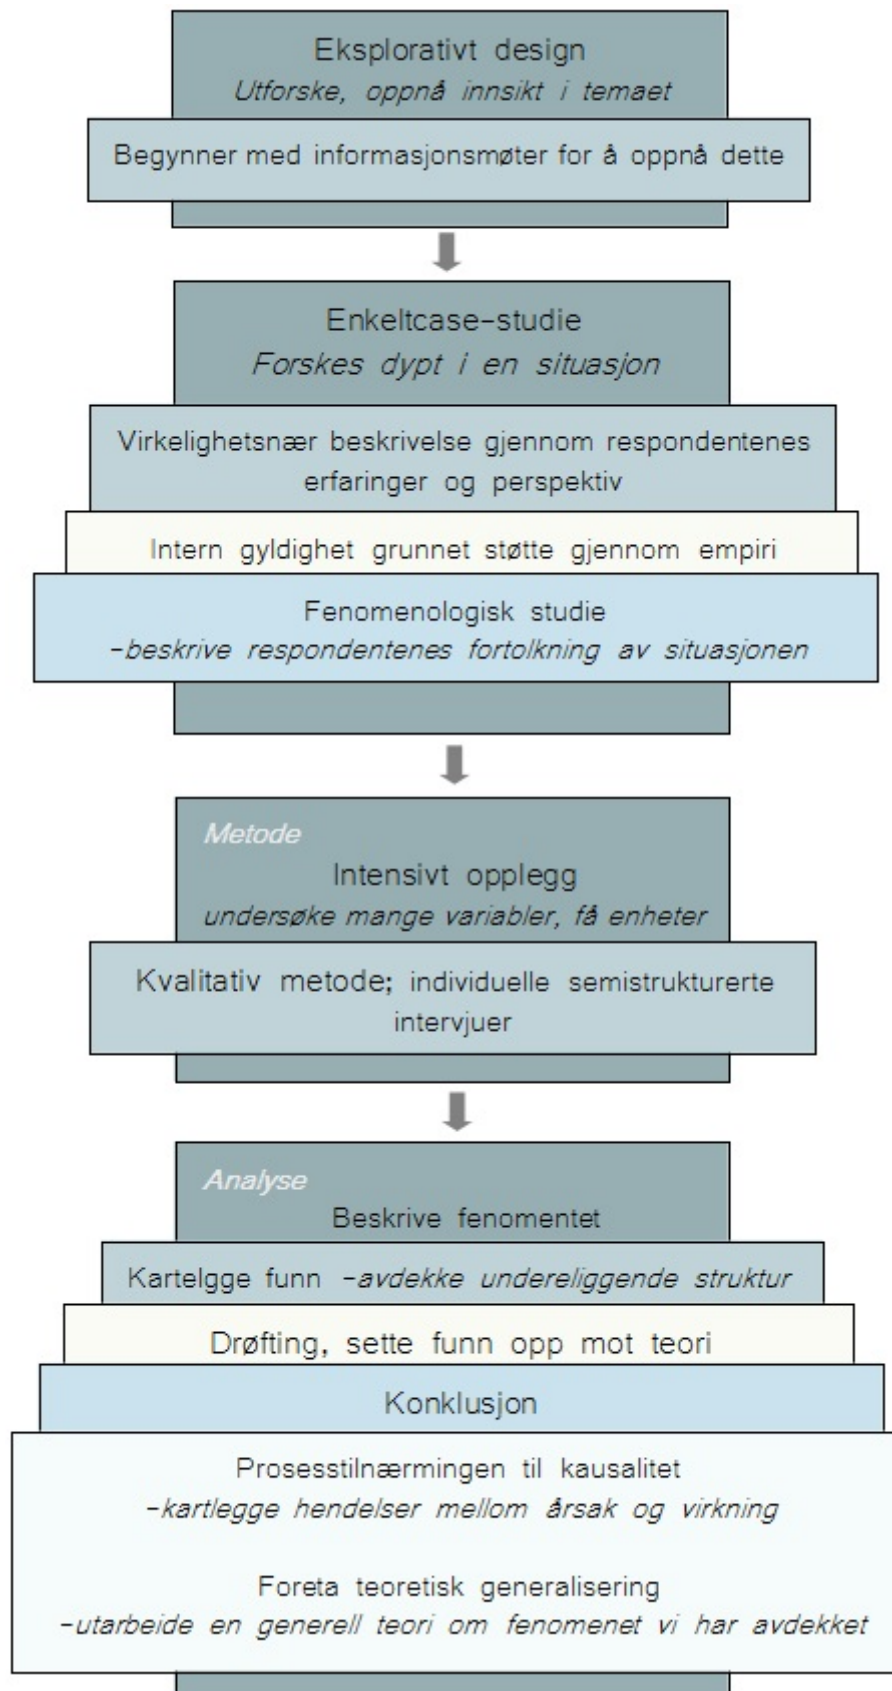 Eksplorativt design
Utforske, oppnå innsikt i temaet
Begynner med informasjonsmøter for å oppnå dette
Enkeltcase-studie
Forskes dypt i en situasjon
Virkelighetsnær beskrivelse gjennom respondentenes
erfaringer og perspektiv
Intern gyldighet grunnet støtte gjennom empiri
Fenomenologisk studie
-beskrive respondentenes fortolkning av situasjonen
Metode
Intensivt opplegg
undersøke mange variabler, få enheter
Kvalitativ metode; individuelle semistrukturerte
intervjuer
Analyse
Beskrive fenomentet
Kartelgge funn -avdekke undereliggende struktur
Drøfting, sette funn opp mot teori
Konklusjon
Prosesstilnærmingen til kausalitet
-kartlegge hendelser mellom årsak og virkning
Foreta teoretisk generalisering
-utarbeide en generell teori om fenomenet vi har avdekket